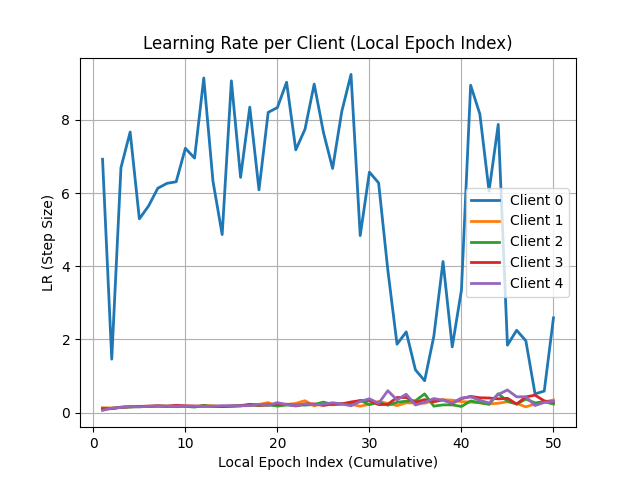 Learning Rate per Client (Local Epoch Index)
LR (Step Size)
8
6
4
2
0
Client 0
Client 1
Client 2
Client 3
Client 4
0 10 20 30 40 50
Local Epoch Index (Cumulative)